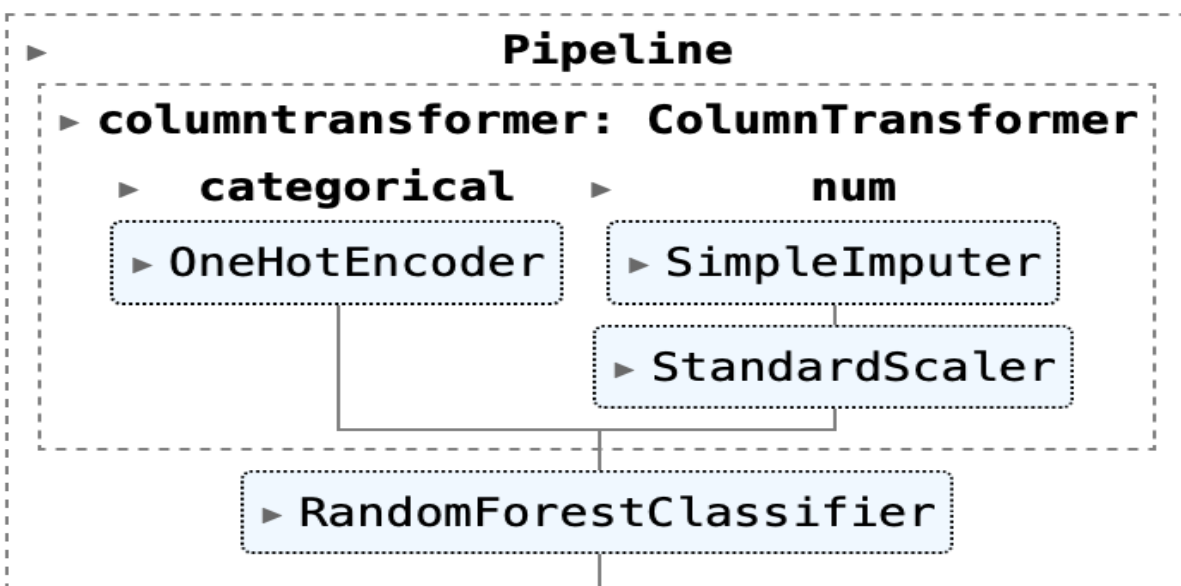 Pipeline
columntransformer: ColumnTransformer
categorical num
OneHotEncoder SimpleImputer
StandardScaler
RandomForestClassifier